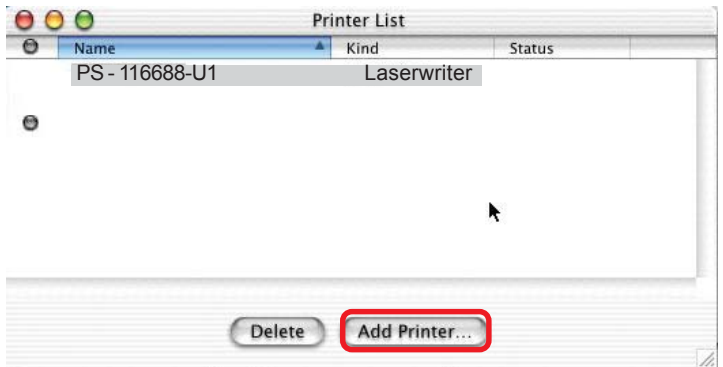 Printer List
Name Kind Status
PS - 116688-U1 Laserwriter
Delete Add Printer...